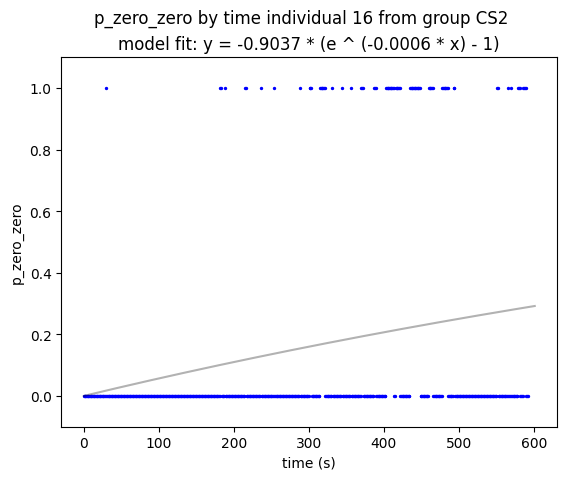 p_zero_zero by time individual 16 from group CS2
model fit: y = -0.9037 * (e ^ (-0.0006 * x) - 1)
1.0
0.8
0.6
0.4
0.2
0.0
p_zero_zero
0 100 200 300 400 500 600
time (s)